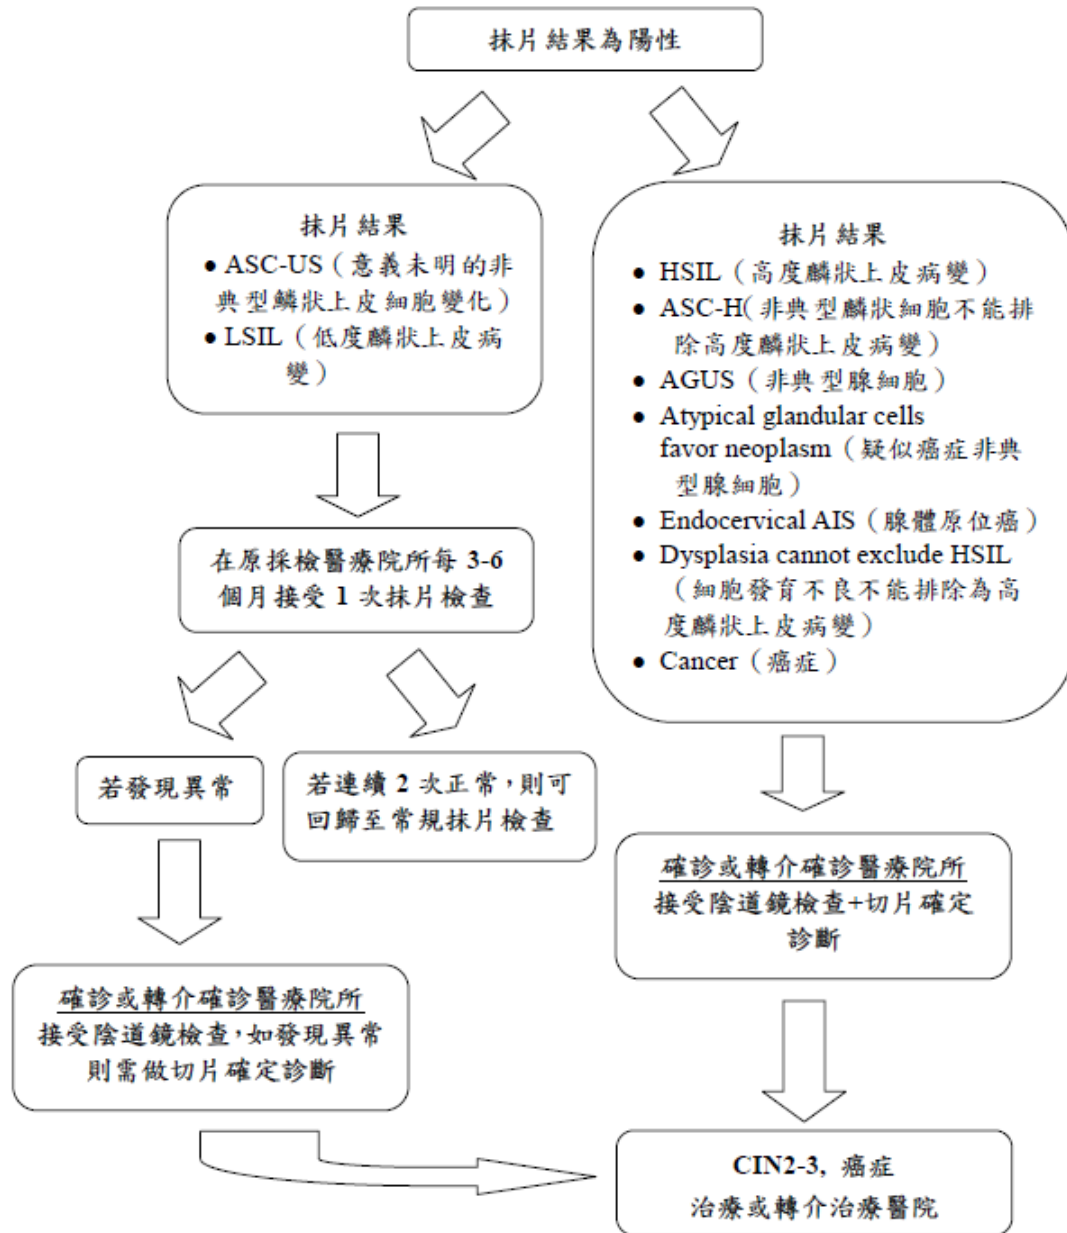 抹片結果為陽性
抹片結果
● ASC-US（意義未明的非
典型鱗狀上皮細胞變化）
● LSIL（低度麟狀上皮病
變）
在原採檢醫療院所每 3-6
個月接受 1 次抹片檢查
若發現異常
若連續 2 次正常，則可
回歸至常規抹片檢查
確診或轉介確診醫療院所
接受陰道鏡檢查，如發現異常
則需做切片確定診斷
抹片結果
● HSIL（高度麟狀上皮病變）
● ASC-H(非典型麟狀細胞不能排
除高度麟狀上皮病變）
● AGUS（非典型腺細胞）
● Atypical glandular cells
favor neoplasm（疑似癌症非典
型腺細胞）
● Endocervical AIS（腺體原位癌）
● Dysplasia cannot exclude HSIL
（細胞發育不良不能排除為高
度麟狀上皮病變）
● Cancer（癌症）
確診或轉介確診醫療院所
接受陰道鏡檢查+切片確定
診斷
CIN2-3, 癌症
治療或轉介治療醫院